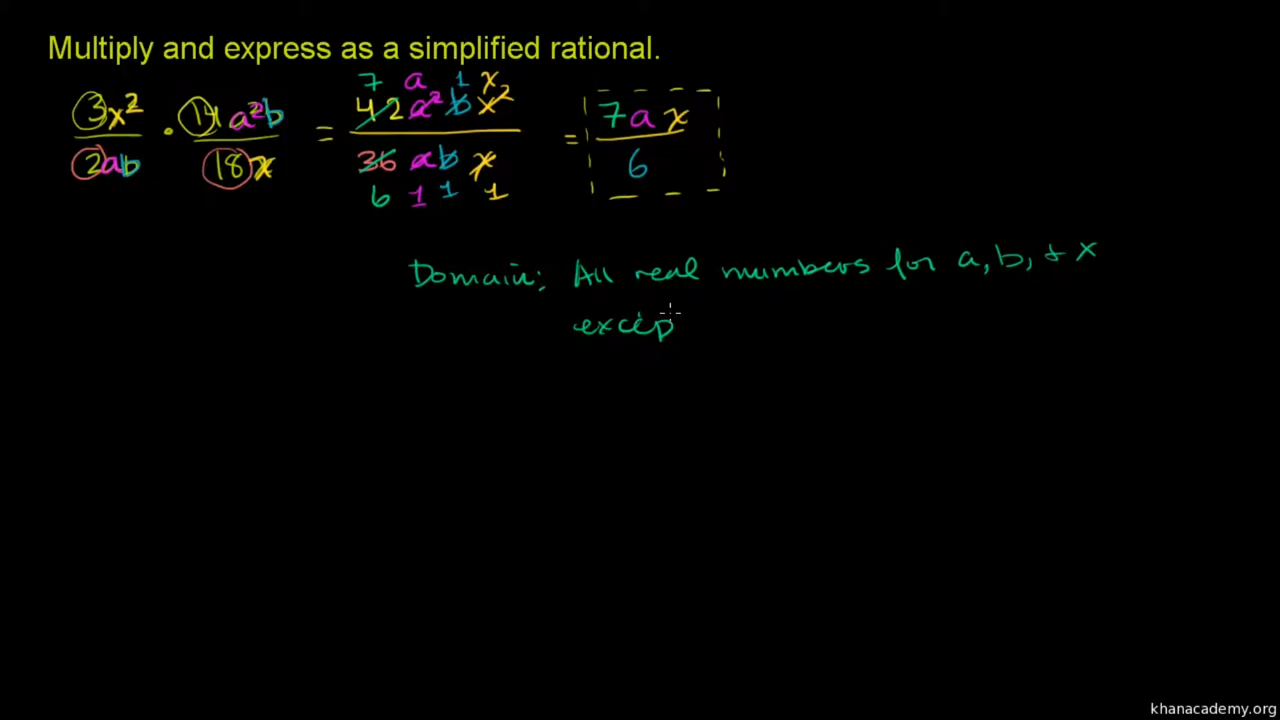 Multiply and express as a simplified rational.
7 a 1 x
3x² / 2ab · 14a²b / 18x = 42a²bx² / 36abx = 7ax / 6
6 1 1 1
Domain: All real numbers for a, b, + x
excep
khanacademy.org